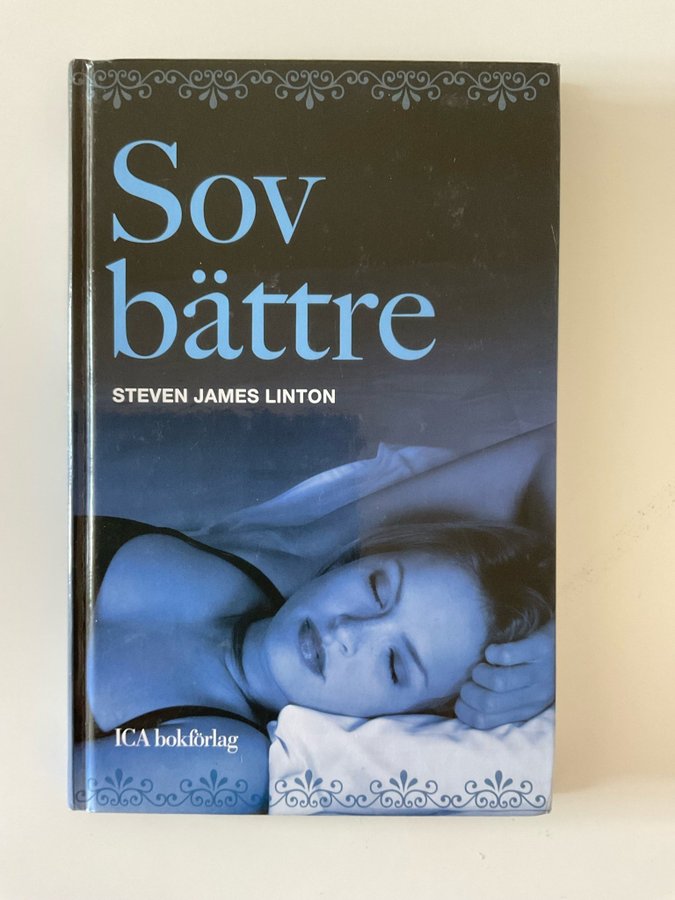 Sov
bättre
STEVEN JAMES LINTON
ICA bokförlag